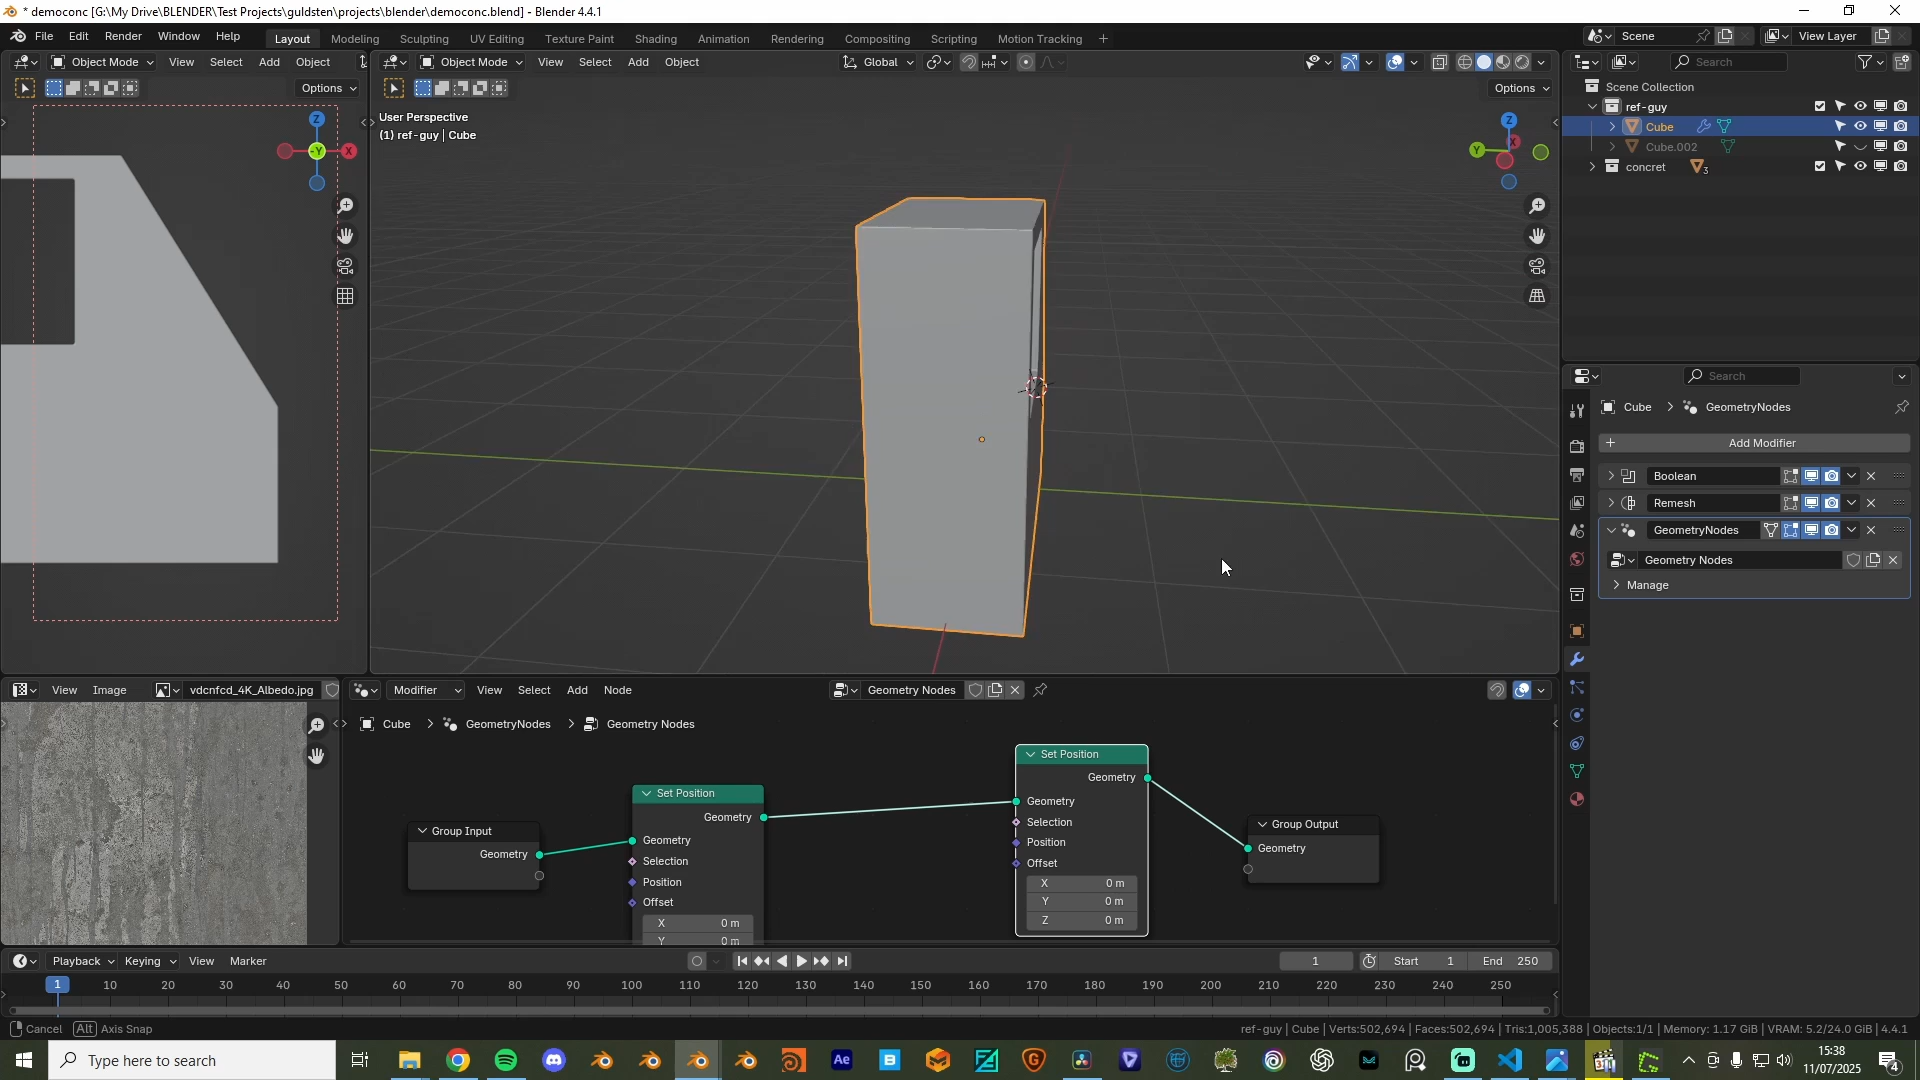 * democonc [G:\My Drive\BLENDER\Test Projects\guldsten\projects\blender\democonc.blend] - Blender 4.4.1
File Edit Render Window Help
Layout Modeling Sculpting UV Editing Texture Paint Shading Animation Rendering Compositing Scripting Motion Tracking +
Scene
View Layer
Object Mode View Select Add Object
Object Mode View Select Add Object
Global
Search
Options
Options
User Perspective
(1) ref-guy | Cube
Z
-Y
X
Z
Y
X
Scene Collection
ref-guy
Cube
Cube.002
concret
3
Search
Cube > GeometryNodes
+ Add Modifier
Boolean
Remesh
GeometryNodes
Geometry Nodes
Manage
View Image vdcnfcd_4K_Albedo.jpg
Modifier View Select Add Node
Geometry Nodes
Cube > GeometryNodes > Geometry Nodes
Group Input
Geometry
Set Position
Geometry
Geometry
Selection
Position
Offset
X 0 m
Y 0 m
Set Position
Geometry
Geometry
Selection
Position
Offset
X 0 m
Y 0 m
Z 0 m
Group Output
Geometry
Playback Keying View Marker
1 Start 1 End 250
1 10 20 30 40 50 60 70 80 90 100 110 120 130 140 150 160 170 180 190 200 210 220 230 240 250
Cancel Alt Axis Snap
ref-guy | Cube | Verts:502,694 | Faces:502,694 | Tris:1,005,388 | Objects:1/1 | Memory: 1.17 GiB | VRAM: 5.2/24.0 GiB | 4.4.1
Type here to search
Ae
15:38
11/07/2025
4